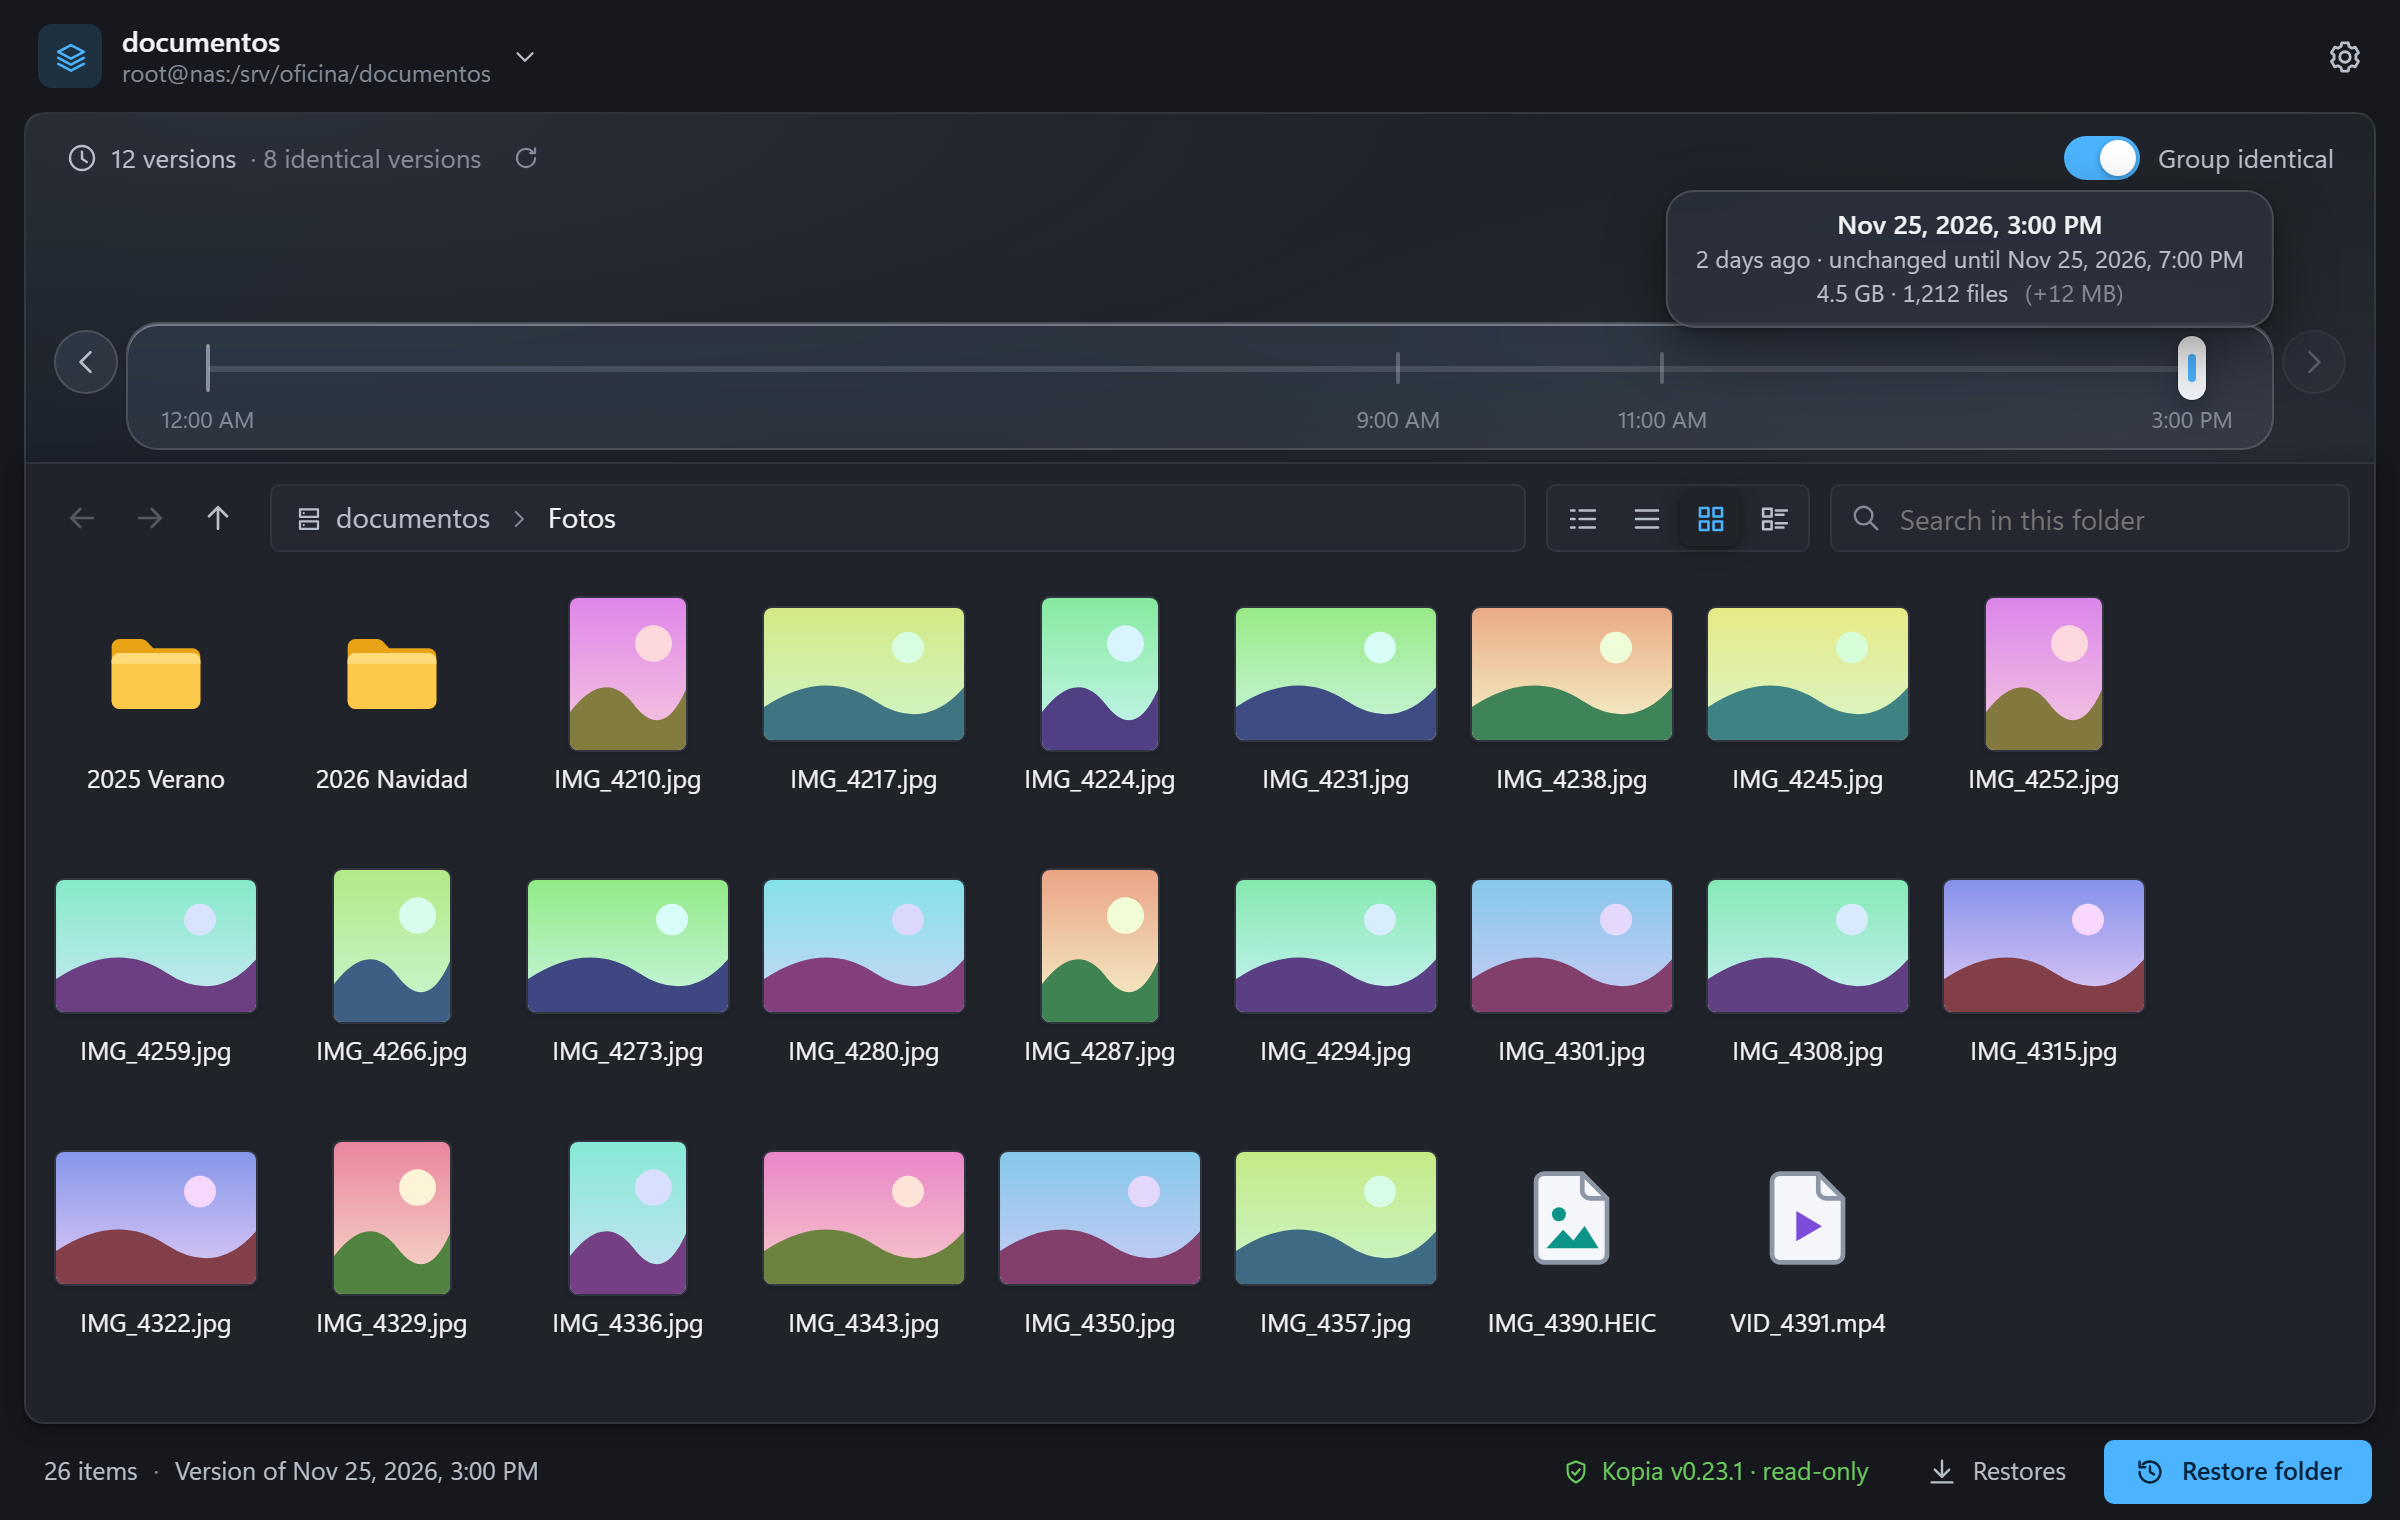 documentos
root@nas:/srv/oficina/documentos
12 versions · 8 identical versions
Group identical
Nov 25, 2026, 3:00 PM
2 days ago · unchanged until Nov 25, 2026, 7:00 PM
4.5 GB · 1,212 files (+12 MB)
12:00 AM 9:00 AM 11:00 AM 3:00 PM
documentos > Fotos
Search in this folder
2025 Verano 2026 Navidad IMG_4210.jpg IMG_4217.jpg IMG_4224.jpg IMG_4231.jpg IMG_4238.jpg IMG_4245.jpg IMG_4252.jpg
IMG_4259.jpg IMG_4266.jpg IMG_4273.jpg IMG_4280.jpg IMG_4287.jpg IMG_4294.jpg IMG_4301.jpg IMG_4308.jpg IMG_4315.jpg
IMG_4322.jpg IMG_4329.jpg IMG_4336.jpg IMG_4343.jpg IMG_4350.jpg IMG_4357.jpg IMG_4390.HEIC VID_4391.mp4
26 items · Version of Nov 25, 2026, 3:00 PM
Kopia v0.23.1 · read-only
Restores
Restore folder